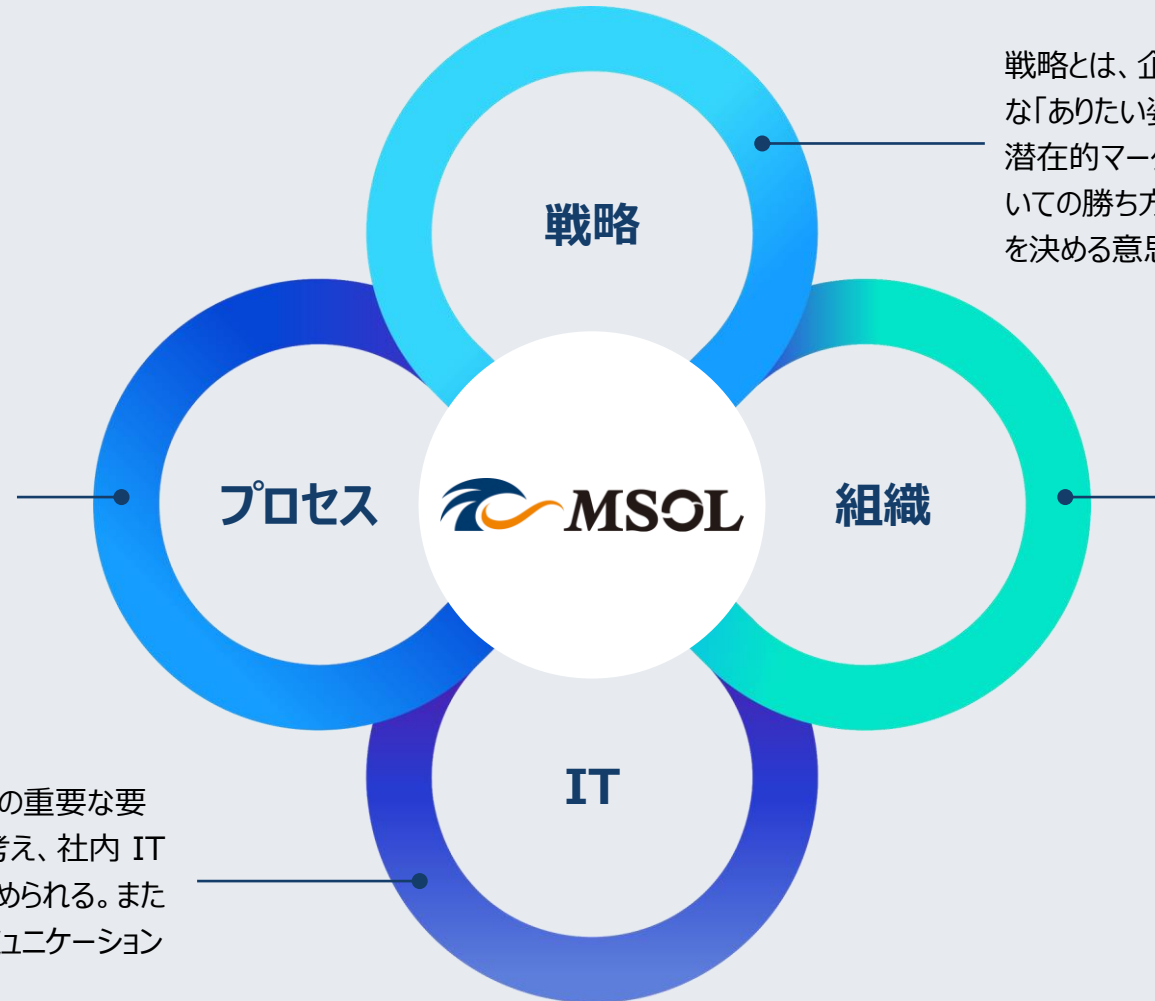 戦略とは、企
な「ありたい
潜在的マー
いての勝ち方
を決める意思
戦略
プロセス
MSOL
組織
IT
の重要な要
考え、社内 IT
められる。また
ミュニケーション